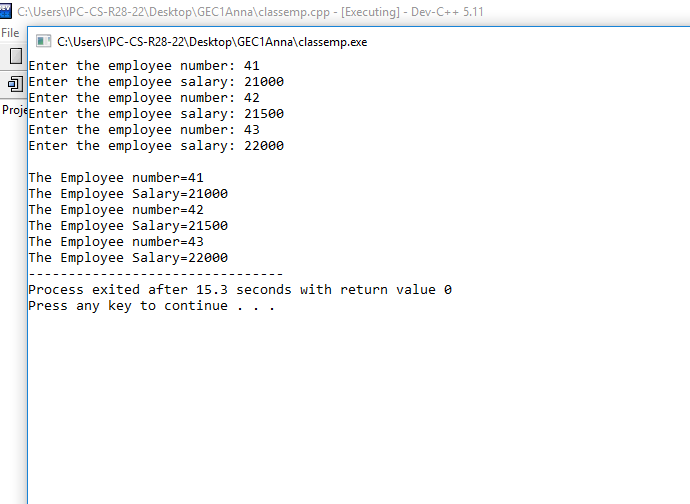 C:\Users\IPC-CS-R28-22\Desktop\GEC1Anna\classemp.cpp - [Executing] - Dev-C++ 5.11
File
C:\Users\IPC-CS-R28-22\Desktop\GEC1Anna\classemp.exe
Proje
Enter the employee number: 41
Enter the employee salary: 21000
Enter the employee number: 42
Enter the employee salary: 21500
Enter the employee number: 43
Enter the employee salary: 22000
The Employee number=41
The Employee Salary=21000
The Employee number=42
The Employee Salary=21500
The Employee number=43
The Employee Salary=22000
--------------------------------
Process exited after 15.3 seconds with return value 0
Press any key to continue . . .